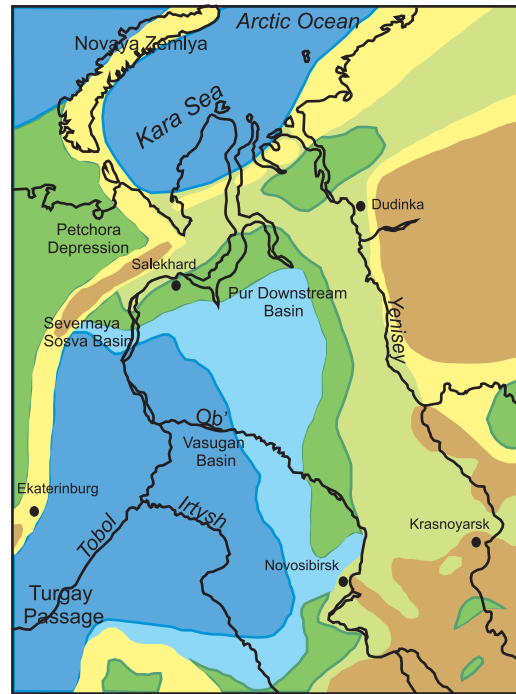 Arctic Ocean
Novaya Zemlya
Kara Sea
Dudinka
Petchora
Depression
Salekhard
Pur Downstream
Basin
Severnaya
Sosva Basin
Yenisey
Ob'
Vasugan
Basin
Ekaterinburg
Irtysh
Tobol
Krasnoyarsk
Novosibirsk
Turgay
Passage